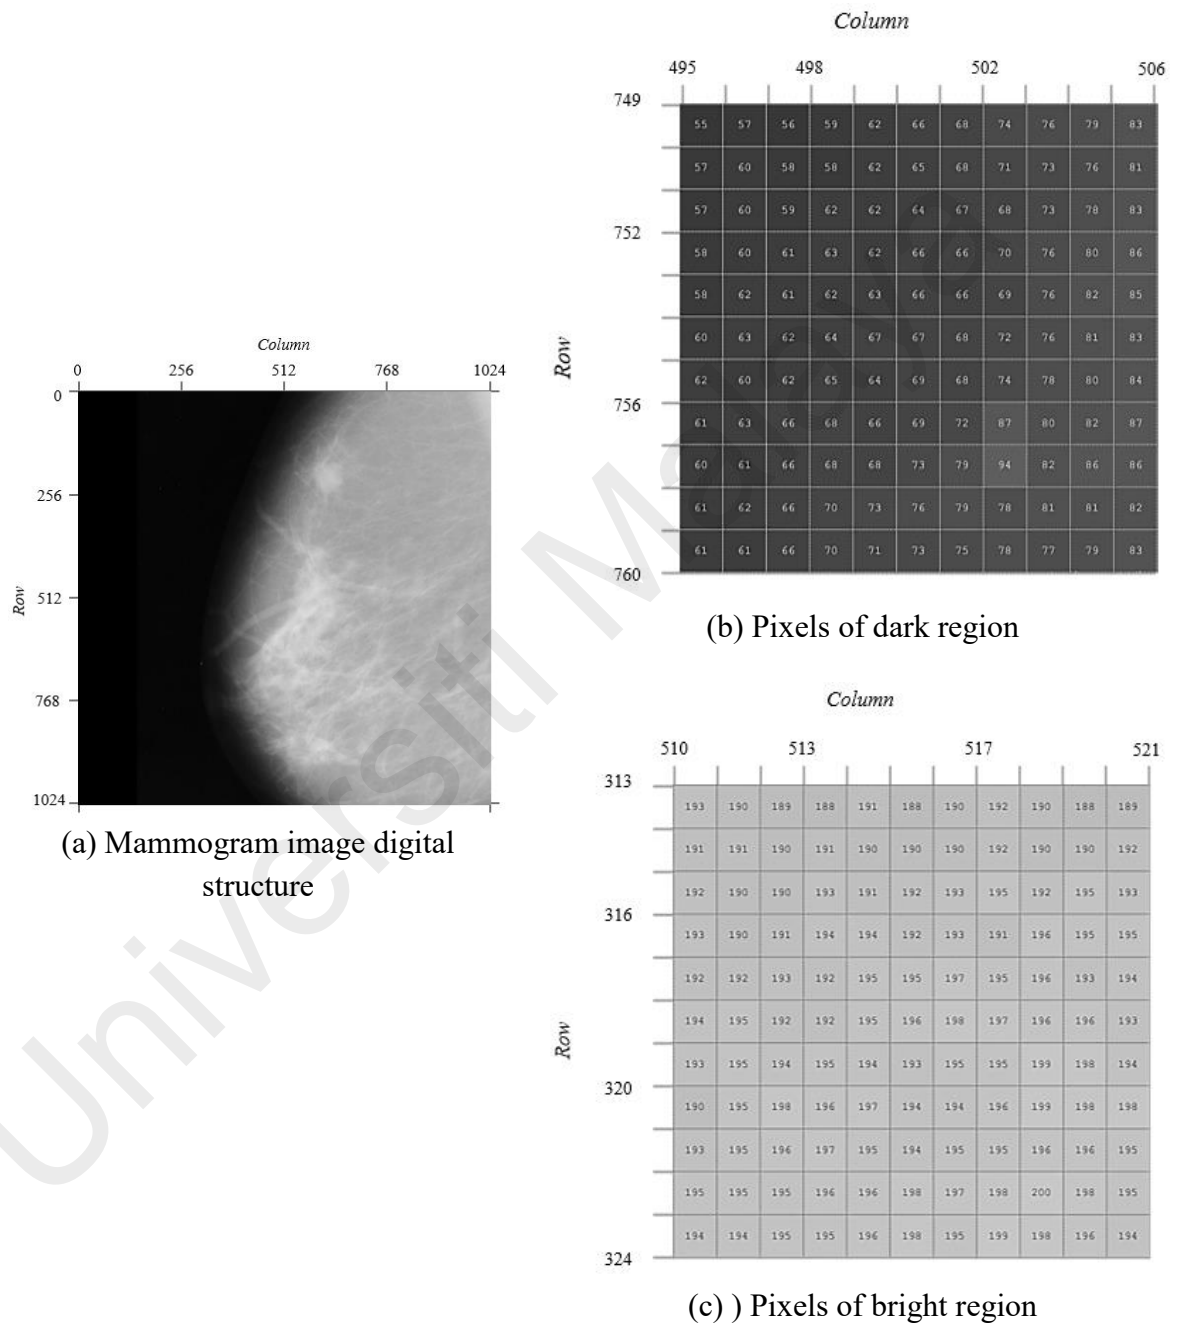 Column
0 256 512 768 1024
0
256
Row
512
768
1024
(a) Mammogram image digital
structure
Column
495 498 502 506
749
55 57 56 59 62 66 68 74 76 79 83
57 60 58 58 62 65 68 71 73 76 81
57 60 59 62 62 64 67 68 73 78 83
752
58 60 61 63 62 66 66 70 76 80 86
58 62 61 62 63 66 66 69 76 82 85
Row
60 63 62 64 67 67 68 72 76 81 83
62 60 62 65 64 69 68 74 78 80 84
756
61 63 66 68 66 69 72 87 80 82 87
60 61 66 68 68 73 79 94 82 86 86
61 62 66 70 73 76 79 78 81 81 82
61 61 66 70 71 73 75 78 77 79 83
760
(b) Pixels of dark region
Column
510 513 517 521
313
193 190 189 188 191 188 190 192 190 188 189
191 191 190 191 190 190 190 192 190 190 192
192 190 190 193 191 192 193 195 192 195 193
316
193 190 191 194 194 192 193 191 196 195 195
192 192 193 192 195 195 197 195 196 193 194
194 195 192 192 195 196 198 197 196 196 193
Row
193 195 194 195 194 193 195 195 199 198 194
320
190 195 198 196 197 194 194 196 199 198 198
193 195 196 197 195 194 195 195 196 196 195
195 195 195 196 196 198 197 198 200 198 195
194 194 195 195 196 198 195 199 198 196 194
324
(c) ) Pixels of bright region
Universiti Malaya